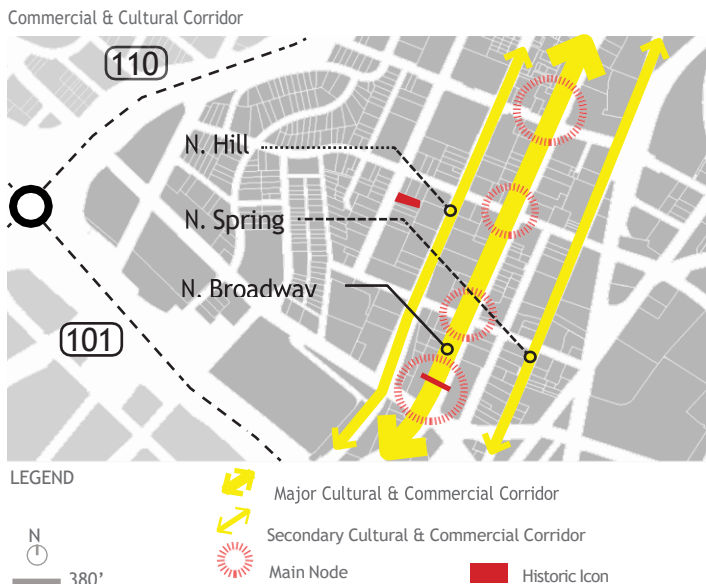 Commercial & Cultural Corridor
110
N. Hill
N. Spring
N. Broadway
101
LEGEND
Major Cultural & Commercial Corridor
Secondary Cultural & Commercial Corridor
N
380'
Main Node
Historic Icon